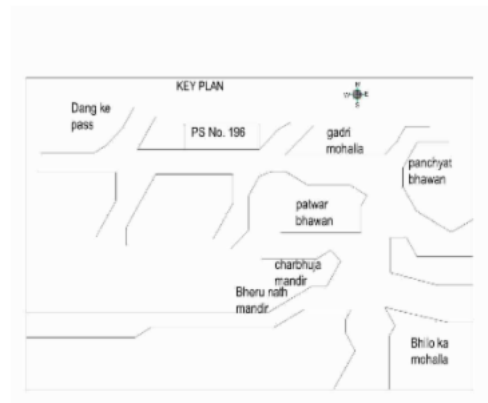 KEY PLAN
N
W E
S
Dang ke
pass
PS No. 196
gadri
mohalla
panchyat
bhawan
patwar
bhawan
charbhuja
mandir
Bheru nath
mandir
Bhilo ka
mohalla